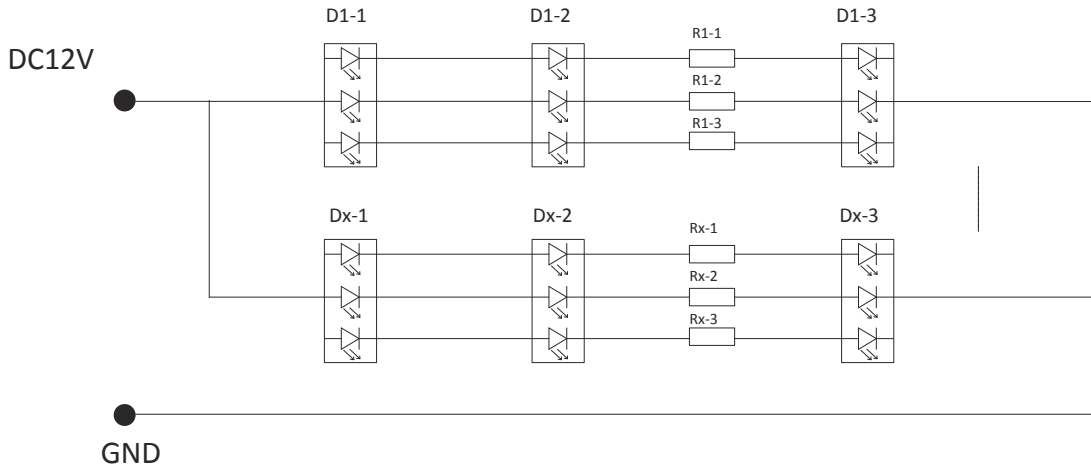 D1-1 D1-2 D1-3
R1-1
DC12V
R1-2
R1-3
Dx-1 Dx-2 Dx-3
Rx-1
Rx-2
Rx-3
GND